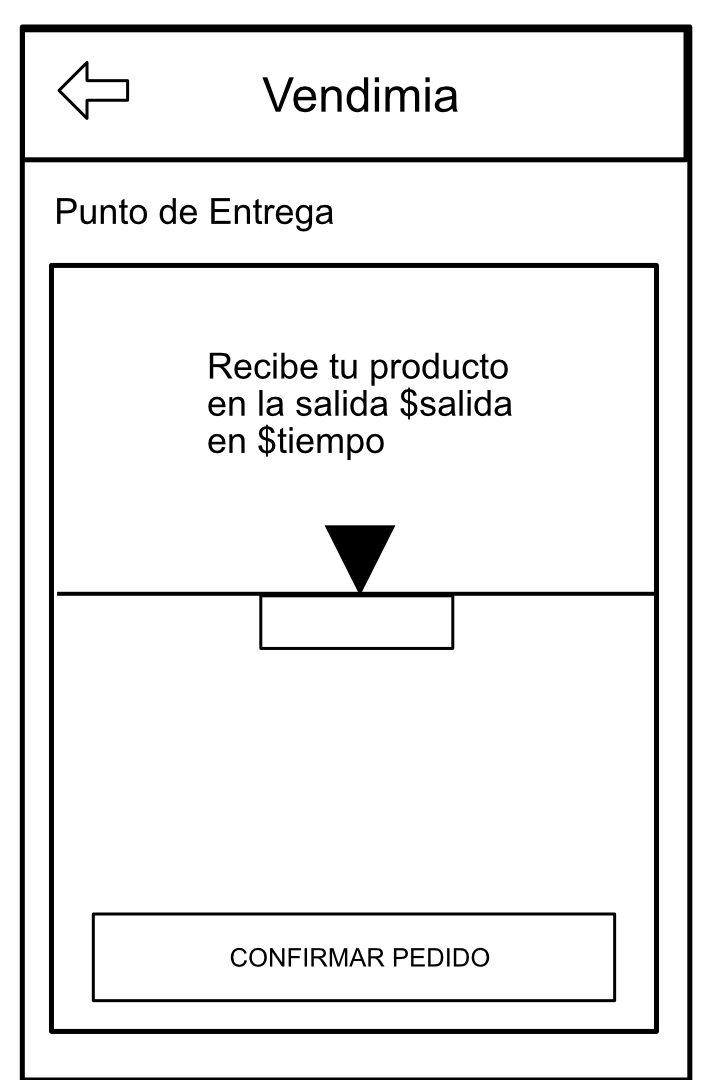 Vendimia
Punto de Entrega
Recibe tu producto
en la salida $salida
en $tiempo
CONFIRMAR PEDIDO